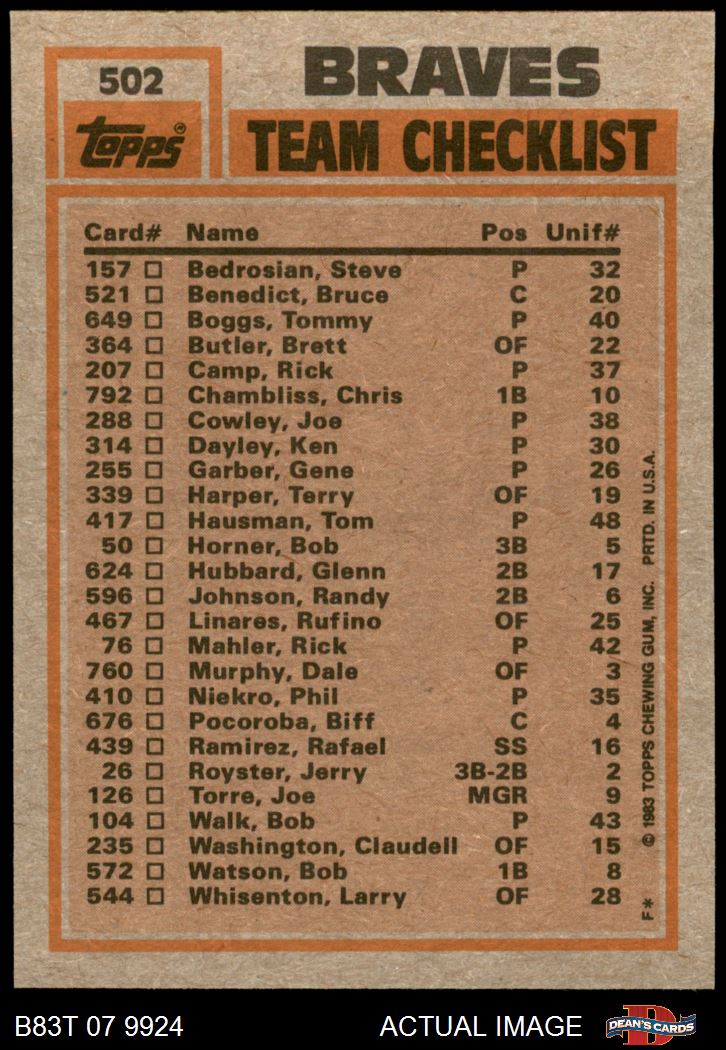 502
BRAVES
TOPPS®
TEAM CHECKLIST
Card# Name Pos Unif#
157 Bedrosian, Steve P 32
521 Benedict, Bruce C 20
649 Boggs, Tommy P 40
364 Butler, Brett OF 22
207 Camp, Rick P 37
792 Chambliss, Chris 1B 10
288 Cowley, Joe P 38
314 Dayley, Ken P 30
255 Garber, Gene P 26
339 Harper, Terry OF 19
417 Hausman, Tom P 48
50 Horner, Bob 3B 5
624 Hubbard, Glenn 2B 17
596 Johnson, Randy 2B 6
467 Linares, Rufino OF 25
76 Mahler, Rick P 42
760 Murphy, Dale OF 3
410 Niekro, Phil P 35
676 Pocoroba, Biff C 4
439 Ramirez, Rafael SS 16
26 Royster, Jerry 3B-2B 2
126 Torre, Joe MGR 9
104 Walk, Bob P 43
235 Washington, Claudell OF 15
572 Watson, Bob 1B 8
544 Whisenton, Larry OF 28
F* © 1983 TOPPS CHEWING GUM, INC. PRTD. IN U.S.A.
B83T 07 9924 ACTUAL IMAGE
D
DEAN'S CARDS